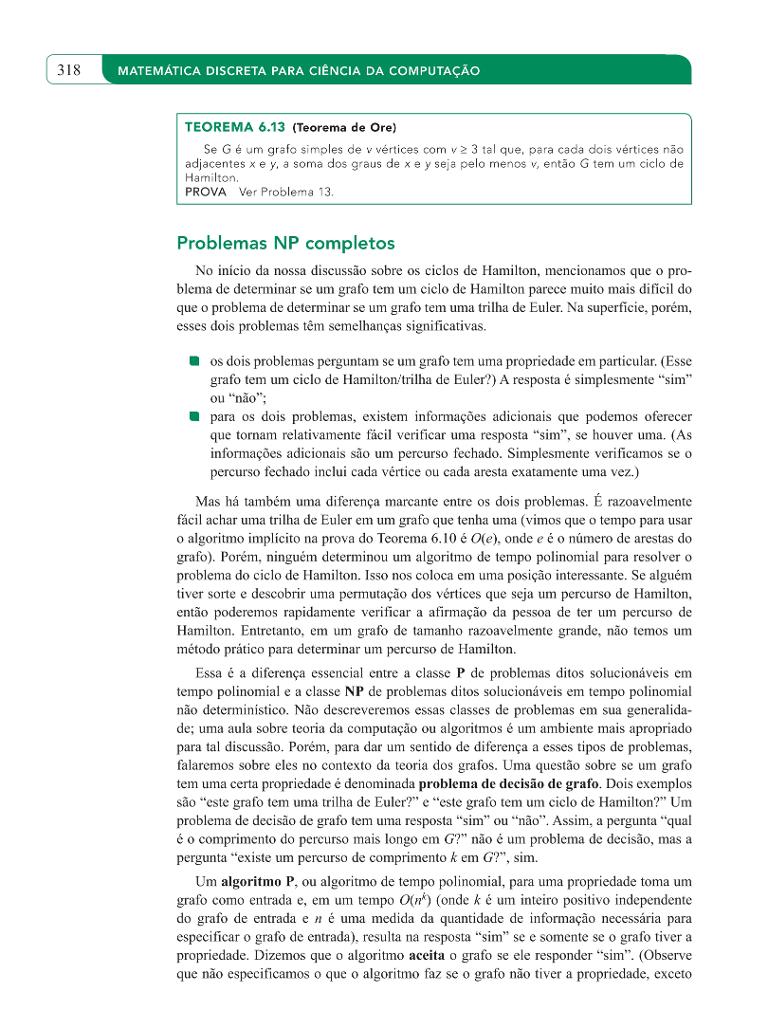 318
MATEMÁTICA DISCRETA PARA CIÊNCIA DA COMPUTAÇÃO
TEOREMA 6.13 (Teorema de Ore)
Se G é um grafo simples de v vértices com v ≥ 3 tal que, para cada dois vértices não
adjacentes x e y, a soma dos graus de x e y seja pelo menos v, então G tem um ciclo de
Hamilton.
PROVA Ver Problema 13.
Problemas NP completos
No início da nossa discussão sobre os ciclos de Hamilton, mencionamos que o pro-
blema de determinar se um grafo tem um ciclo de Hamilton parece muito mais difícil do
que o problema de determinar se um grafo tem uma trilha de Euler. Na superfície, porém,
esses dois problemas têm semelhanças significativas.
os dois problemas perguntam se um grafo tem uma propriedade em particular. (Esse
grafo tem um ciclo de Hamilton/trilha de Euler?) A resposta é simplesmente “sim”
ou “não”;
para os dois problemas, existem informações adicionais que podemos oferecer
que tornam relativamente fácil verificar uma resposta “sim”, se houver uma. (As
informações adicionais são um percurso fechado. Simplesmente verificamos se o
percurso fechado inclui cada vértice ou cada aresta exatamente uma vez.)
Mas há também uma diferença marcante entre os dois problemas. É razoavelmente
fácil achar uma trilha de Euler em um grafo que tenha uma (vimos que o tempo para usar
o algoritmo implícito na prova do Teorema 6.10 é O(e), onde e é o número de arestas do
grafo). Porém, ninguém determinou um algoritmo de tempo polinomial para resolver o
problema do ciclo de Hamilton. Isso nos coloca em uma posição interessante. Se alguém
tiver sorte e descobrir uma permutação dos vértices que seja um percurso de Hamilton,
então poderemos rapidamente verificar a afirmação da pessoa de ter um percurso de
Hamilton. Entretanto, em um grafo de tamanho razoavelmente grande, não temos um
método prático para determinar um percurso de Hamilton.
Essa é a diferença essencial entre a classe P de problemas ditos solucionáveis em
tempo polinomial e a classe NP de problemas ditos solucionáveis em tempo polinomial
não determinístico. Não descreveremos essas classes de problemas em sua generalida-
de; uma aula sobre teoria da computação ou algoritmos é um ambiente mais apropriado
para tal discussão. Porém, para dar um sentido de diferença a esses tipos de problemas,
falaremos sobre eles no contexto da teoria dos grafos. Uma questão sobre se um grafo
tem uma certa propriedade é denominada problema de decisão de grafo. Dois exemplos
são “este grafo tem uma trilha de Euler?” e “este grafo tem um ciclo de Hamilton?” Um
problema de decisão de grafo tem uma resposta “sim” ou “não”. Assim, a pergunta “qual
é o comprimento do percurso mais longo em G?” não é um problema de decisão, mas a
pergunta “existe um percurso de comprimento k em G?”, sim.
Um algoritmo P, ou algoritmo de tempo polinomial, para uma propriedade toma um
grafo como entrada e, em um tempo O(nᵏ) (onde k é um inteiro positivo independente
do grafo de entrada e n é uma medida da quantidade de informação necessária para
especificar o grafo de entrada), resulta na resposta “sim” se e somente se o grafo tiver a
propriedade. Dizemos que o algoritmo aceita o grafo se ele responder “sim”. (Observe
que não especificamos o que o algoritmo faz se o grafo não tiver a propriedade, exceto